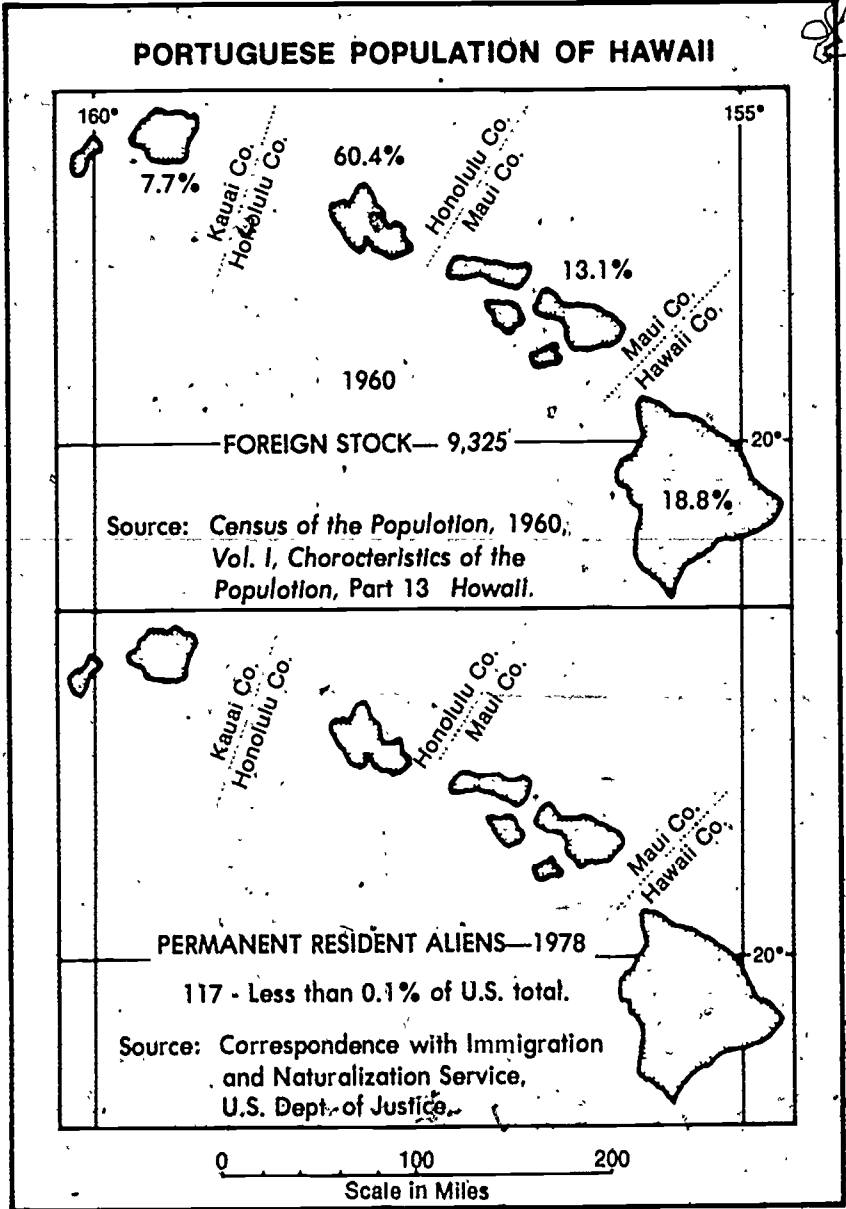 PORTUGUESE POPULATION OF HAWAII
160°
155°
7.7%
Kauai Co.
Honolulu Co.
60.4%
Honolulu Co.
Maui Co.
13.1%
Maui Co.
Hawaii Co.
1960
FOREIGN STOCK— 9,325
20°
18.8%
Source: Census of the Populotion, 1960,
Vol. I, Chorocteristics of the
Populotion, Part 13 Howaii.
Kauai Co.
Honolulu Co.
Honolulu Co.
Maui Co.
Maui Co.
Hawaii Co.
PERMANENT RESIDENT ALIENS—1978
20°
117 - Less than 0.1% of U.S. total.
Source: Correspondence with Immigration
and Naturalization Service,
U.S. Dept. of Justice.
0 100 200
Scale in Miles